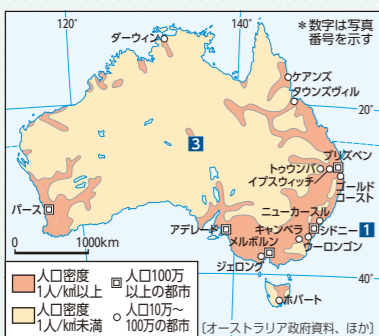 120°
140°
*数字は写真
番号を示す
ダーウィン
ケアンズ
タウンズヴィル
20°
3
ブリズベン
トゥウンバ
イプスウィッチ
ゴールド
コースト
ニューカースル
パース
アデレード
キャンベラ
シドニー
1
メルボルン
ウーロンゴン
0 1000km
ジェロング
40°
ホバート
人口密度
1人/km²以上
人口100万
以上の都市
人口密度
1人/km²未満
人口10万~
100万の都市
〔オーストラリア政府資料、ほか〕